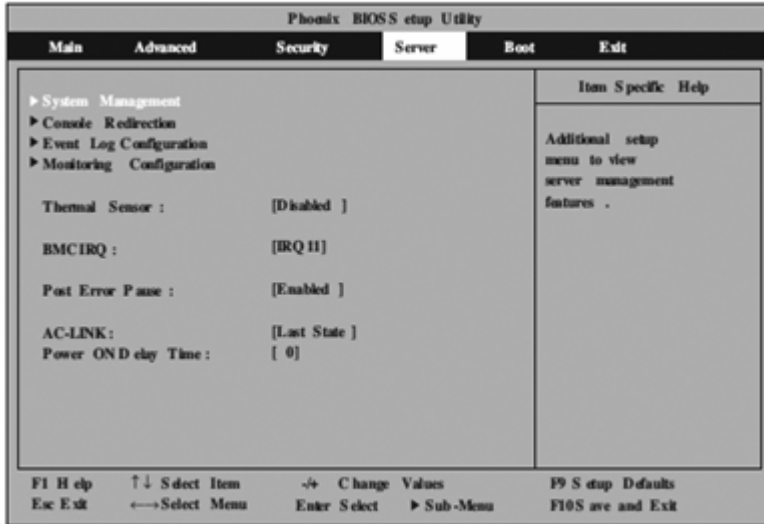 Phoenix BIOS Setup Utility
Main Advanced Security Server Boot Exit
▶ System Management
▶ Console Redirection
▶ Event Log Configuration
▶ Monitoring Configuration
Thermal Sensor : [Disabled ]
BMC IRQ : [IRQ 11]
Post Error Pause : [Enabled ]
AC-LINK : [Last State ]
Power ON Delay Time : [ 0]
Item Specific Help
Additional setup
menu to view
server management
features .
F1 Help ↑↓ Select Item -/+ Change Values F9 Setup Defaults
Esc Exit ←→ Select Menu Enter Select ▶ Sub-Menu F10 Save and Exit